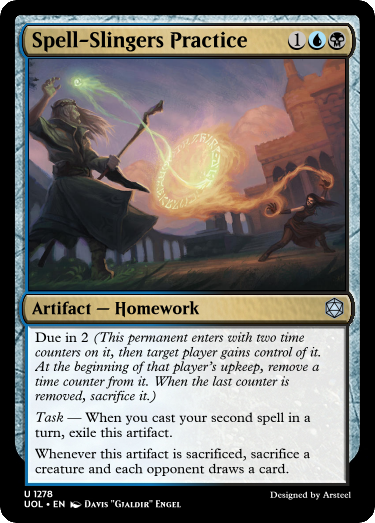 Spell-Slingers Practice 1
Artifact — Homework
Due in 2 (This permanent enters with two time
counters on it, then target player gains control of it.
At the beginning of that player's upkeep, remove a
time counter from it. When the last counter is
removed, sacrifice it.)
Task — When you cast your second spell in a
turn, exile this artifact.
Whenever this artifact is sacrificed, sacrifice a
creature and each opponent draws a card.
U 1278
UOL • EN Davis "Gjaldir" Engel
Designed by Arsteel